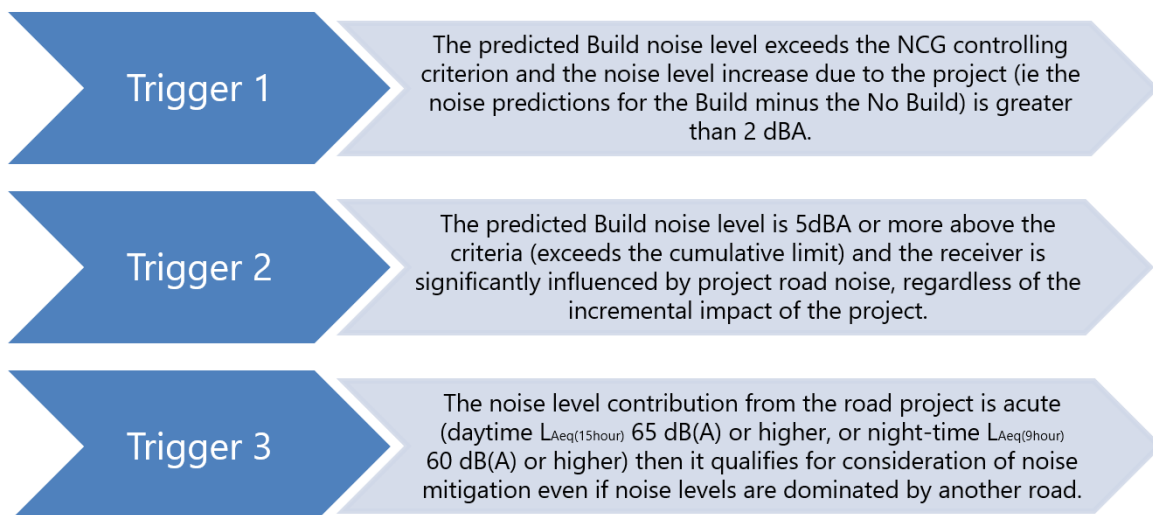 Trigger 1
The predicted Build noise level exceeds the NCG controlling
criterion and the noise level increase due to the project (ie the
noise predictions for the Build minus the No Build) is greater
than 2 dBA.
Trigger 2
The predicted Build noise level is 5dBA or more above the
criteria (exceeds the cumulative limit) and the receiver is
significantly influenced by project road noise, regardless of the
incremental impact of the project.
Trigger 3
The noise level contribution from the road project is acute
(daytime LAeq(15hour) 65 dB(A) or higher, or night-time LAeq(9hour)
60 dB(A) or higher) then it qualifies for consideration of noise
mitigation even if noise levels are dominated by another road.